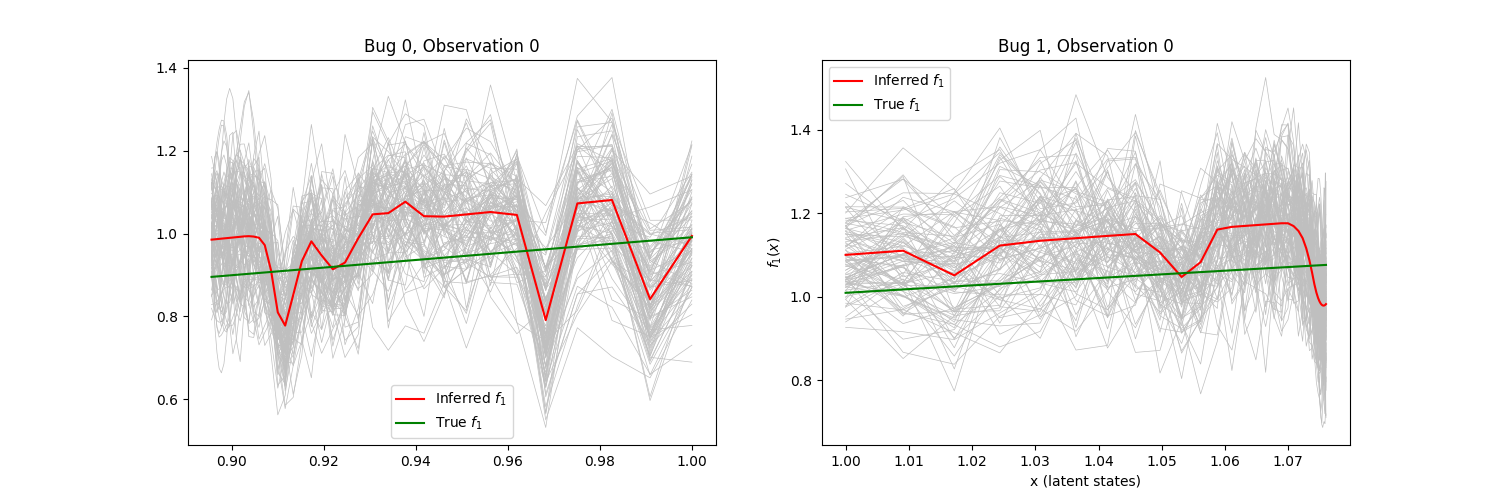 Bug 0, Observation 0
1.4
1.2
1.0
0.8
0.6
0.90
0.92
0.94
0.96
0.98
1.00
Inferred f₁
True f₁
Bug 1, Observation 0
Inferred f₁
True f₁
f₁(x)
1.4
1.2
1.0
0.8
1.00
1.01
1.02
1.03
1.04
1.05
1.06
1.07
x (latent states)